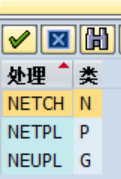 处理 类
NETCH N
NETPL P
NEUPL G